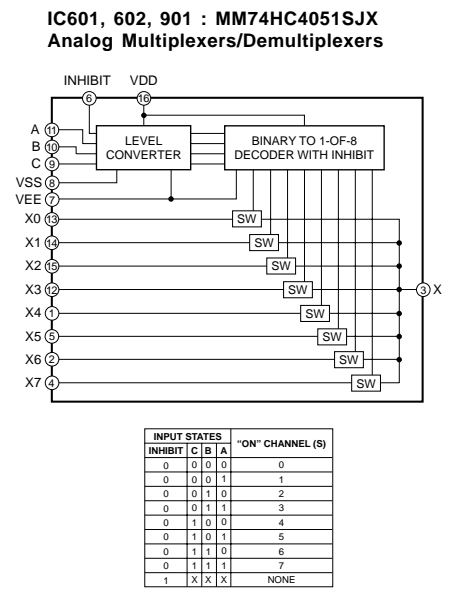 IC601, 602, 901 : MM74HC4051SJX
Analog Multiplexers/Demultiplexers
INHIBIT VDD
6 16
A 11
B 10
C 9
VSS 8
VEE 7
LEVEL
CONVERTER
BINARY TO 1-OF-8
DECODER WITH INHIBIT
X0 13 SW
X1 14 SW
X2 15 SW
X3 12 SW 3 X
X4 1 SW
X5 5 SW
X6 2 SW
X7 4 SW
INPUT STATES "ON" CHANNEL (S)
INHIBIT C B A
0 0 0 0 0
0 0 0 1 1
0 0 1 0 2
0 0 1 1 3
0 1 0 0 4
0 1 0 1 5
0 1 1 0 6
0 1 1 1 7
1 X X X NONE